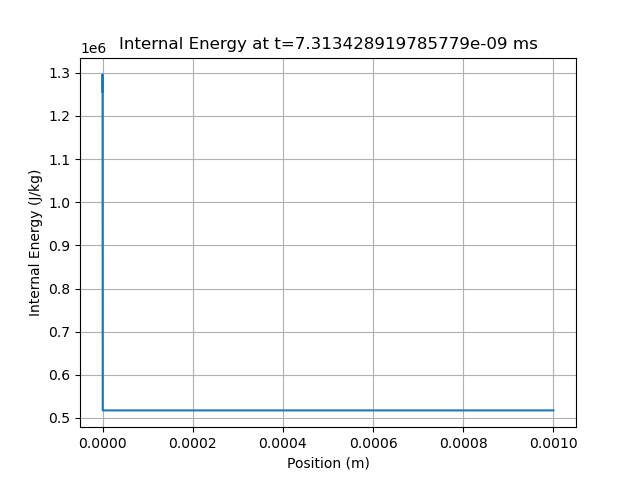 Internal Energy at t=7.313428919785779e-09 ms
1e6
1.3
1.2
1.1
1.0
0.9
0.8
0.7
0.6
0.5
Internal Energy (J/kg)
0.0000 0.0002 0.0004 0.0006 0.0008 0.0010
Position (m)